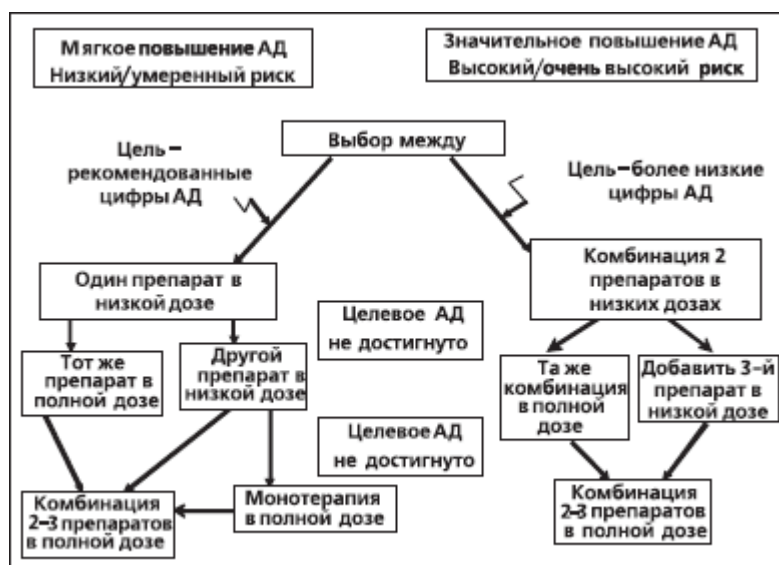 Мягкое повышение АД
Низкий/умеренный риск
Значительное повышение АД
Высокий/очень высокий риск
Выбор между
Цель–
рекомендованные
цифры АД
Цель–более низкие
цифры АД
Один препарат в
низкой дозе
Комбинация 2
препаратов в
низких дозах
Целевое АД
не достигнуто
Тот же
препарат в
полной дозе
Другой
препарат в
низкой дозе
Та же
комбинация
в полной
дозе
Добавить 3-й
препарат в
низкой дозе
Целевое АД
не достигнуто
Комбинация
2–3 препаратов
в полной дозе
Монотерапия
в полной дозе
Комбинация
2-3 препаратов
в полной дозе